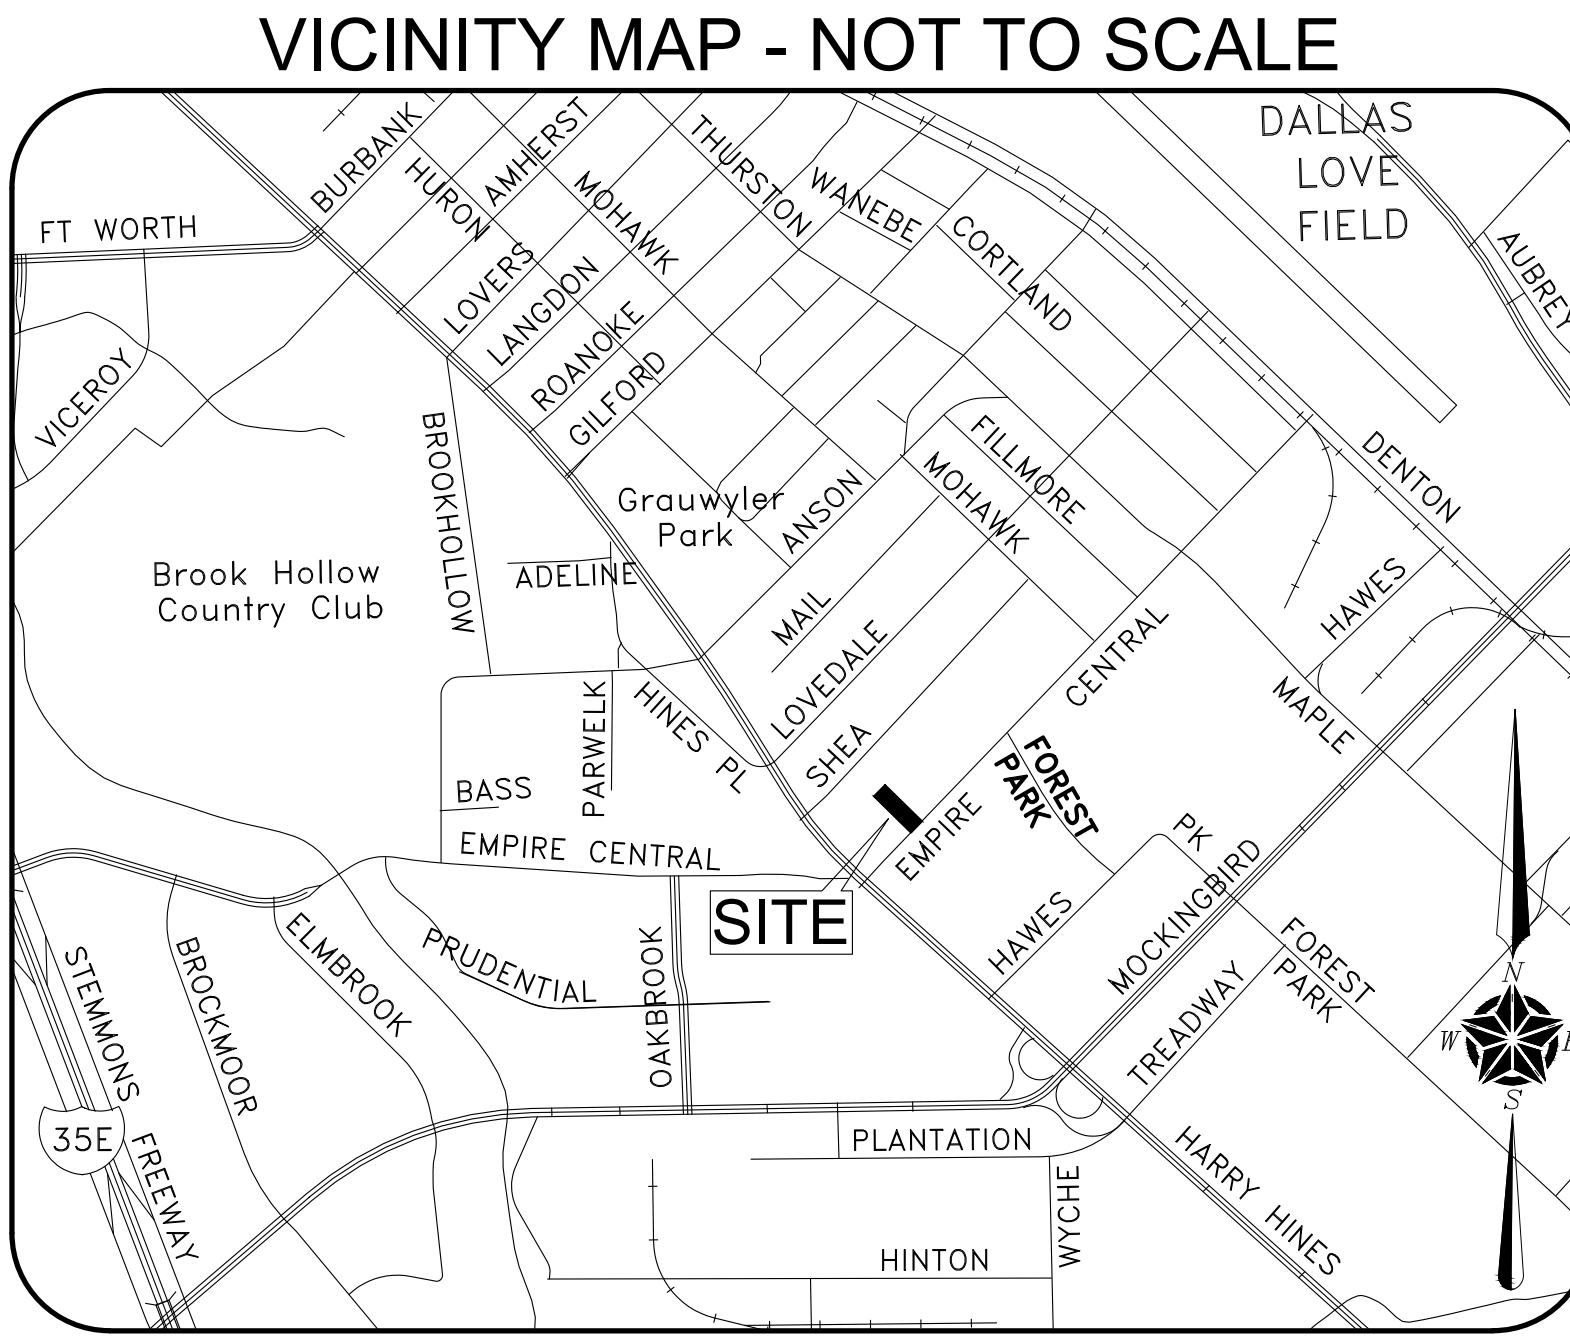 VICINITY MAP - NOT TO SCALE
DALLAS
LOVE
FIELD
BURBANK
HURON
AMHERST
MOHAWK
THURSTON
WANEBE
CORTLAND
AUBREY
FT WORTH
LOVERS
LANGDON
ROANOKE
GILFORD
VICEROY
BROOKHOLLOW
Grauwyler
Park
ANSON
MOHAWK
FILLMORE
DENTON
Brook Hollow
Country Club
ADELINE
MAIL
LOVEDALE
SHEA
HAWES
CENTRAL
MAPLE
PARWELK
HINES PL
BASS
EMPIRE CENTRAL
EMPIRE
FOREST
PARK
PK
SITE
HAWES
MOCKINGBIRD
FOREST
PARK
TREADWAY
STEMMONS
FREEWAY
35E
BROCKMOOR
ELMBROOK
PRUDENTIAL
OAKBROOK
PLANTATION
WYCHE
HINTON
HARRY HINES
N
W
S